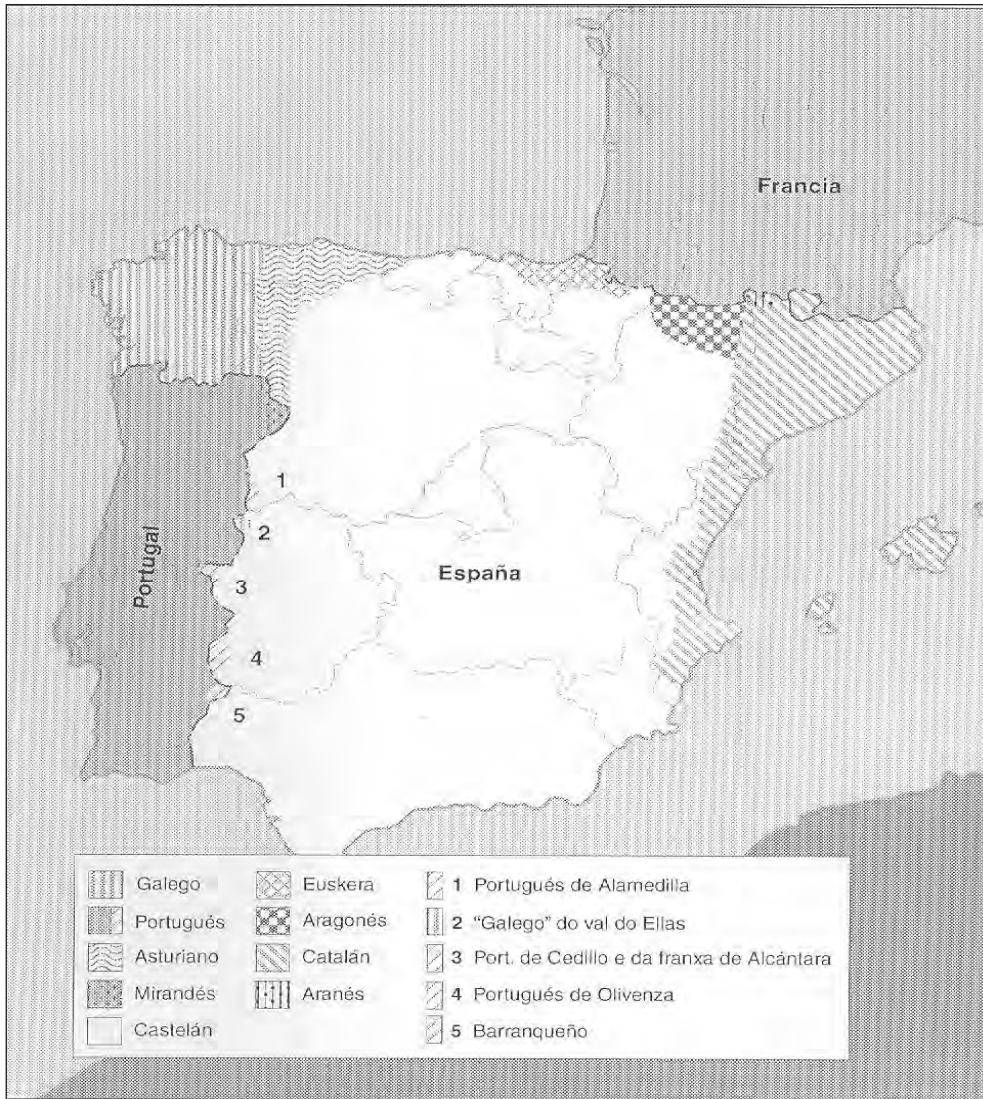 Francia
Portugal
España
1
2
3
4
5
Galego
Portugués
Asturiano
Mirandés
Castelán
Euskera
Aragonés
Catalán
Aranés
1 Portugués de Alamedilla
2 "Galego" do val do Ellas
3 Port. de Cedillo e da franxa de Alcántara
4 Portugués de Olivenza
5 Barranqueño